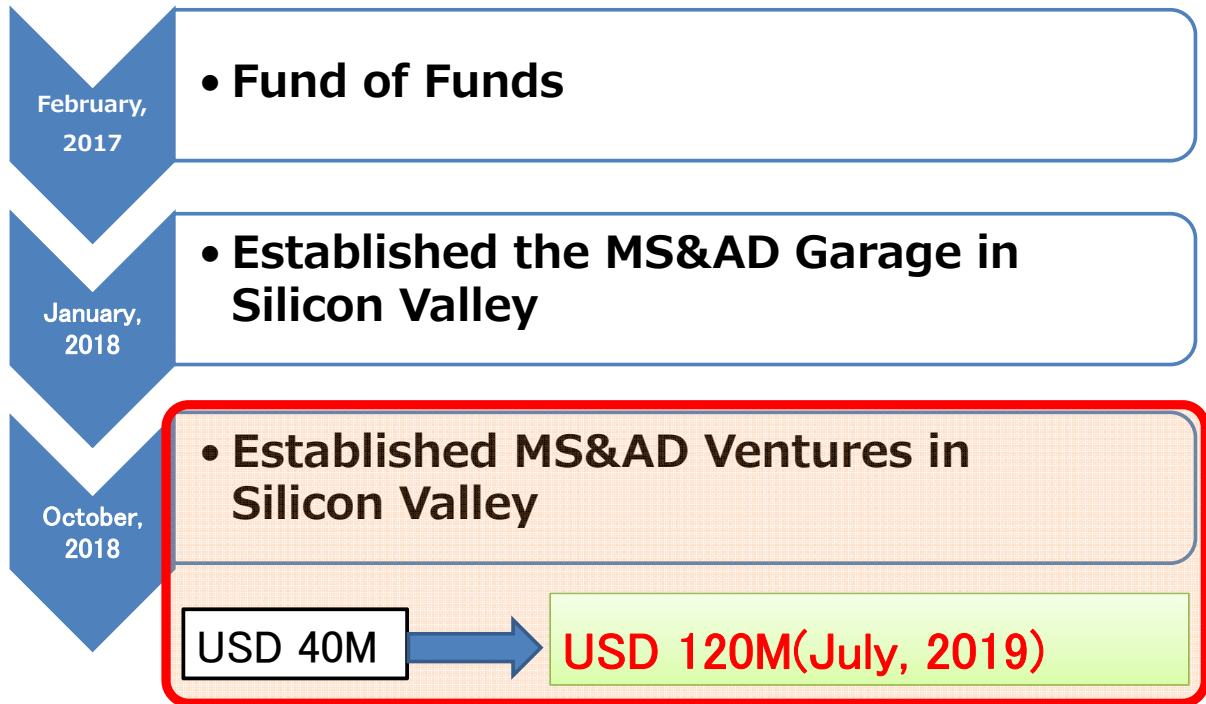 February,
2017
• Fund of Funds
January,
2018
• Established the MS&AD Garage in
Silicon Valley
October,
2018
• Established MS&AD Ventures in
Silicon Valley
USD 40M
USD 120M(July, 2019)